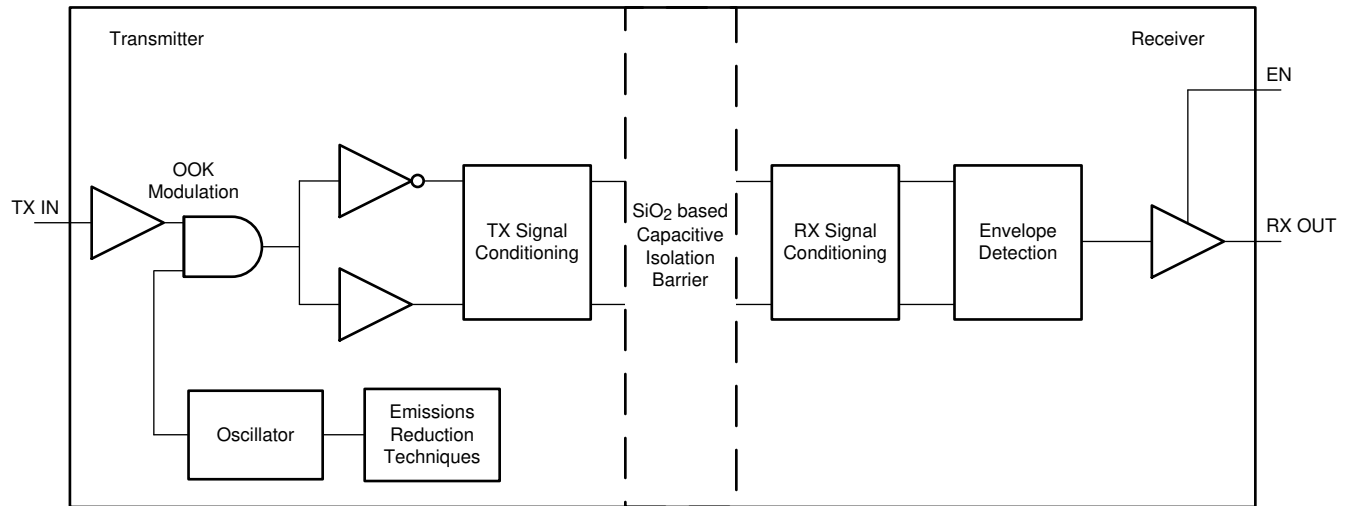 Transmitter
Receiver
EN
OOK
Modulation
TX IN
TX Signal
Conditioning
SiO2 based
Capacitive
Isolation
Barrier
RX Signal
Conditioning
Envelope
Detection
RX OUT
Oscillator
Emissions
Reduction
Techniques